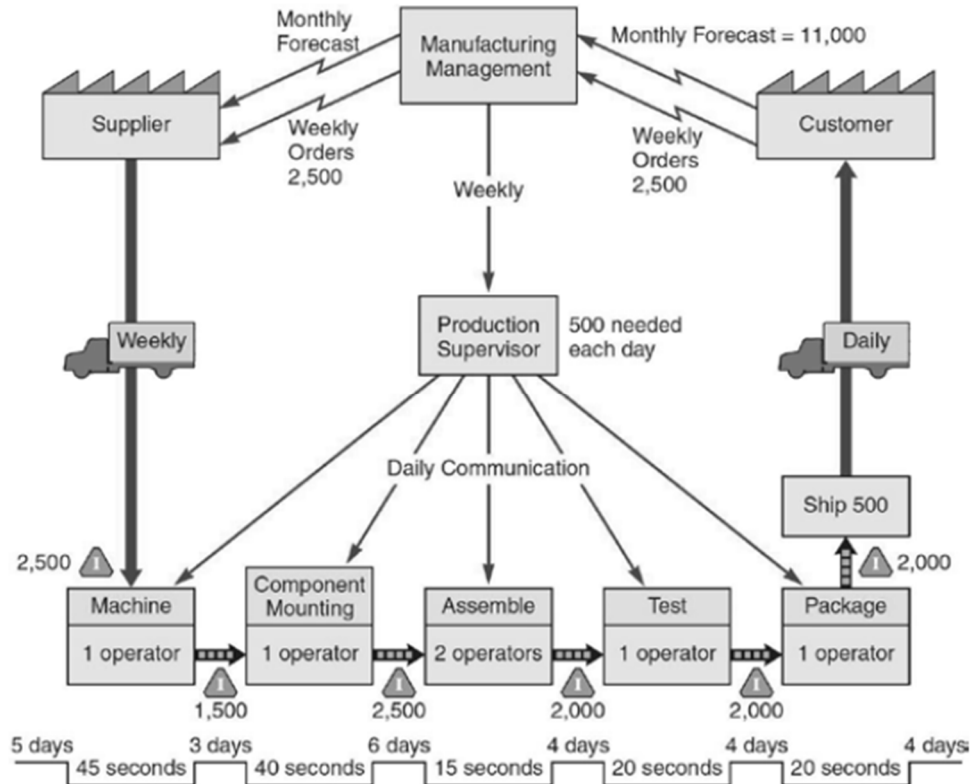 Monthly
Forecast
Manufacturing
Management
Monthly Forecast = 11,000
Supplier
Customer
Weekly
Orders
2,500
Weekly
Orders
2,500
Weekly
Production
Supervisor
500 needed
each day
Weekly
Daily
Daily Communication
Ship 500
2,500
I
I
2,000
Machine
1 operator
Component
Mounting
1 operator
Assemble
2 operators
Test
1 operator
Package
1 operator
I
1,500
I
2,500
I
2,000
I
2,000
5 days
45 seconds
3 days
40 seconds
6 days
15 seconds
4 days
20 seconds
4 days
20 seconds
4 days